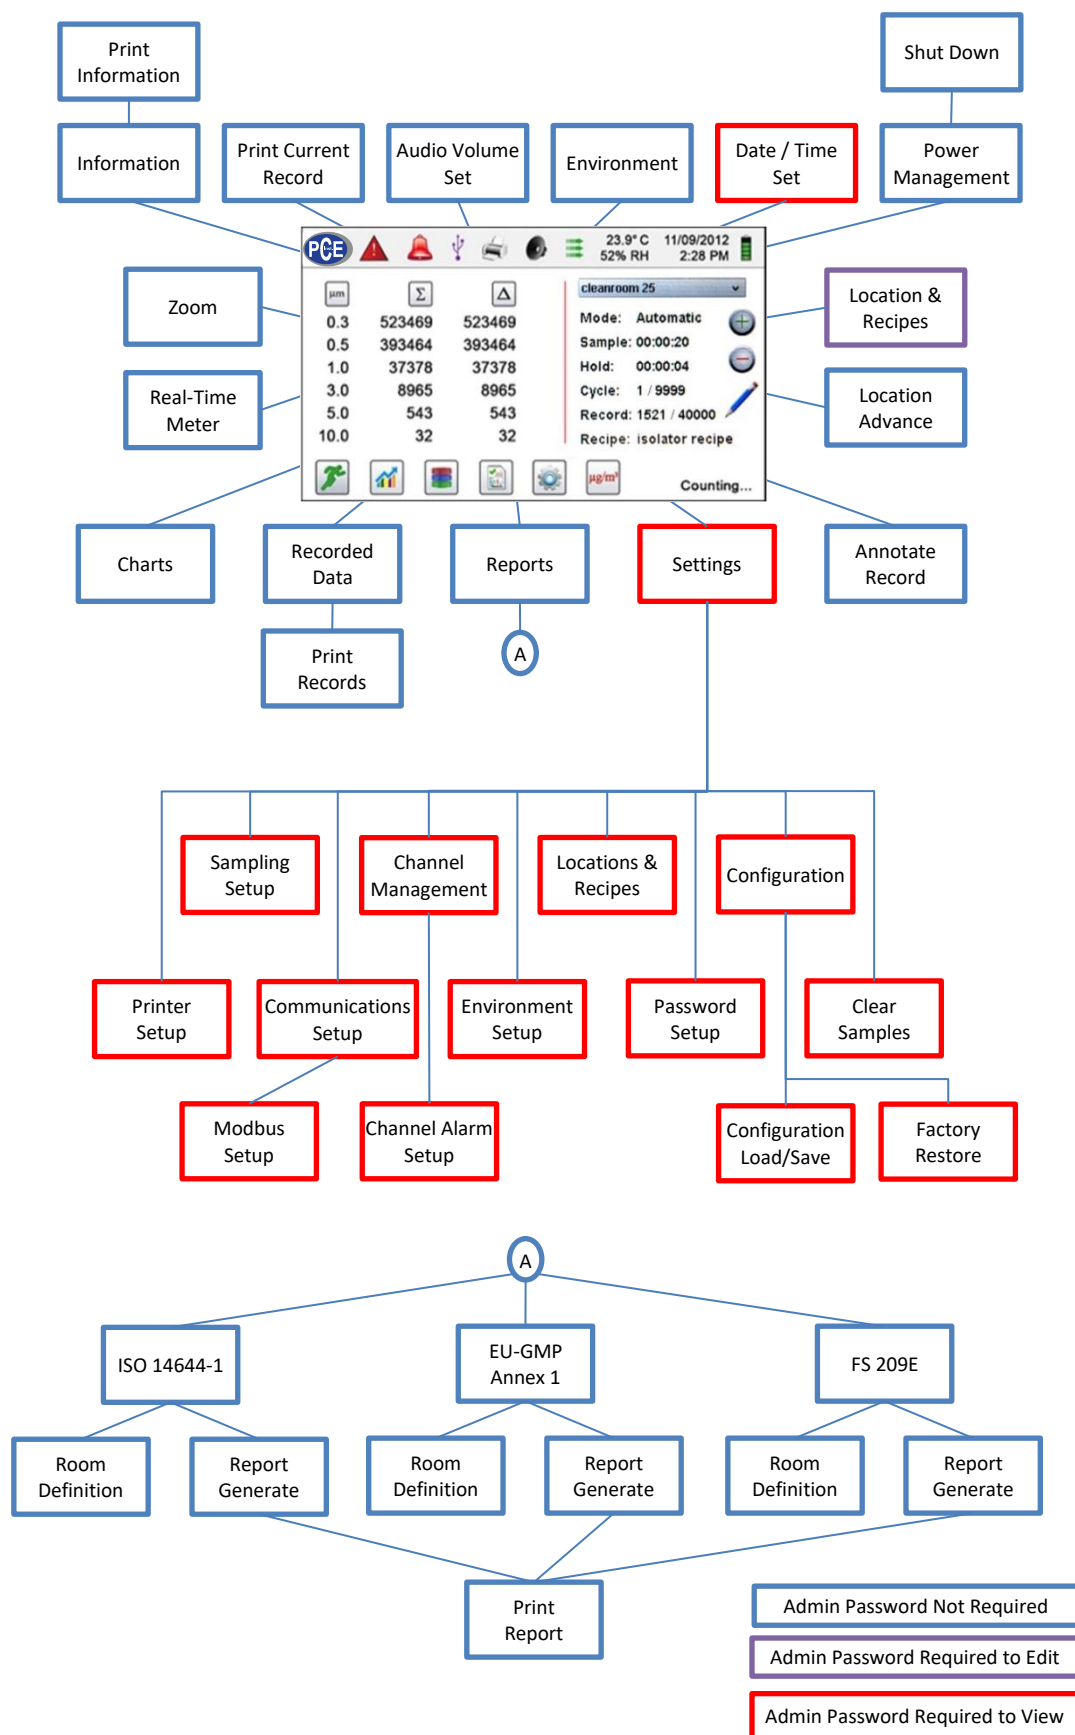 Print
Information
Shut Down
Information
Print Current
Record
Audio Volume
Set
Environment
Date / Time
Set
Power
Management
PCE
23.9° C
52% RH
11/09/2012
2:28 PM
Zoom
Real-Time
Meter
µm Σ Δ
0.3 523469 523469
0.5 393464 393464
1.0 37378 37378
3.0 8965 8965
5.0 543 543
10.0 32 32
cleanroom 25
Mode: Automatic
Sample: 00:00:20
Hold: 00:00:04
Cycle: 1 / 9999
Record: 1521 / 40000
Recipe: isolator recipe
µg/m³
Counting...
Location &
Recipes
Location
Advance
Charts
Recorded
Data
Reports
Settings
Annotate
Record
Print
Records
A
Sampling
Setup
Channel
Management
Locations &
Recipes
Configuration
Printer
Setup
Communications
Setup
Environment
Setup
Password
Setup
Clear
Samples
Modbus
Setup
Channel Alarm
Setup
Configuration
Load/Save
Factory
Restore
A
ISO 14644-1
EU-GMP
Annex 1
FS 209E
Room
Definition
Report
Generate
Room
Definition
Report
Generate
Room
Definition
Report
Generate
Print
Report
Admin Password Not Required
Admin Password Required to Edit
Admin Password Required to View